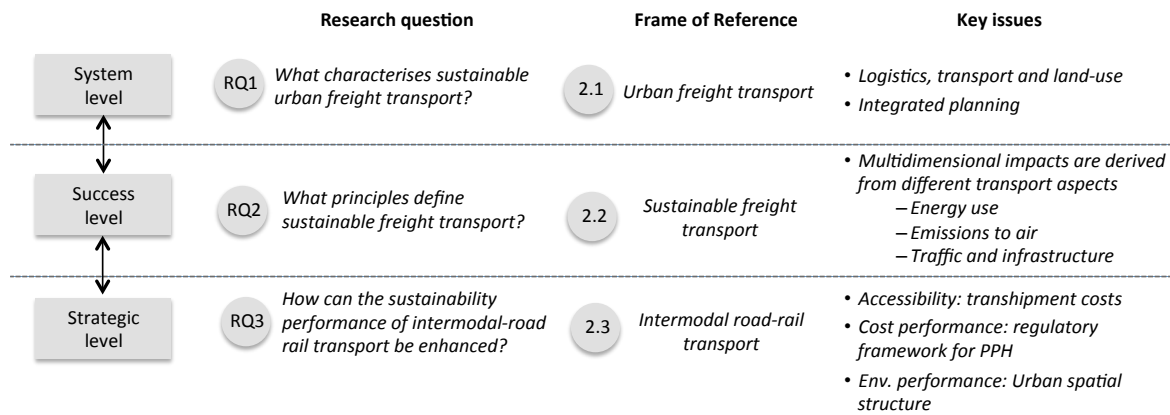 Research question
Frame of Reference
Key issues
System
level
RQ1
What characterises sustainable
urban freight transport?
2.1
Urban freight transport
• Logistics, transport and land-use
• Integrated planning
Success
level
RQ2
What principles define
sustainable freight transport?
2.2
Sustainable freight
transport
• Multidimensional impacts are derived
from different transport aspects
– Energy use
– Emissions to air
– Traffic and infrastructure
Strategic
level
RQ3
How can the sustainability
performance of intermodal-road
rail transport be enhanced?
2.3
Intermodal road-rail
transport
• Accessibility: transhipment costs
• Cost performance: regulatory
framework for PPH
• Env. performance: Urban spatial
structure